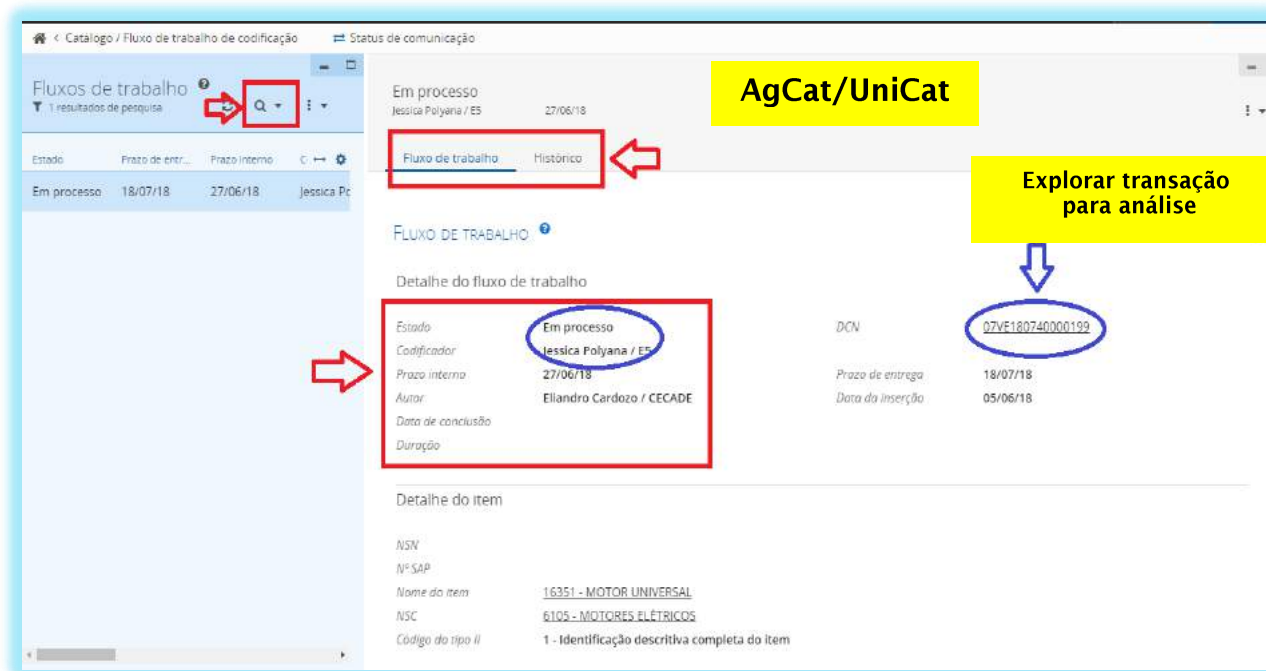 < Catálogo / Fluxo de trabalho de codificação
Status de comunicação
Fluxos de trabalho
1 resultados de pesquisa
Estado Prazo de entr... Prazo interno C
Em processo 18/07/18 27/06/18 Jessica Pc
Em processo
Jessica Polyana / E5 27/06/18
AgCat/UniCat
Fluxo de trabalho Histórico
Explorar transação
para análise
FLUXO DE TRABALHO
Detalhe do fluxo de trabalho
Estado Em processo DCN 07VE180740000199
Codificador Jessica Polyana / E5
Prazo interno 27/06/18 Prazo de entrega 18/07/18
Autor Eliandro Cardozo / CECADE Data da inserção 05/06/18
Data de conclusão
Duração
Detalhe do item
NSN
Nº SAP
Nome do item 16351 - MOTOR UNIVERSAL
NSC 6105 - MOTORES ELÉTRICOS
Código do tipo II 1 - Identificação descritiva completa do item